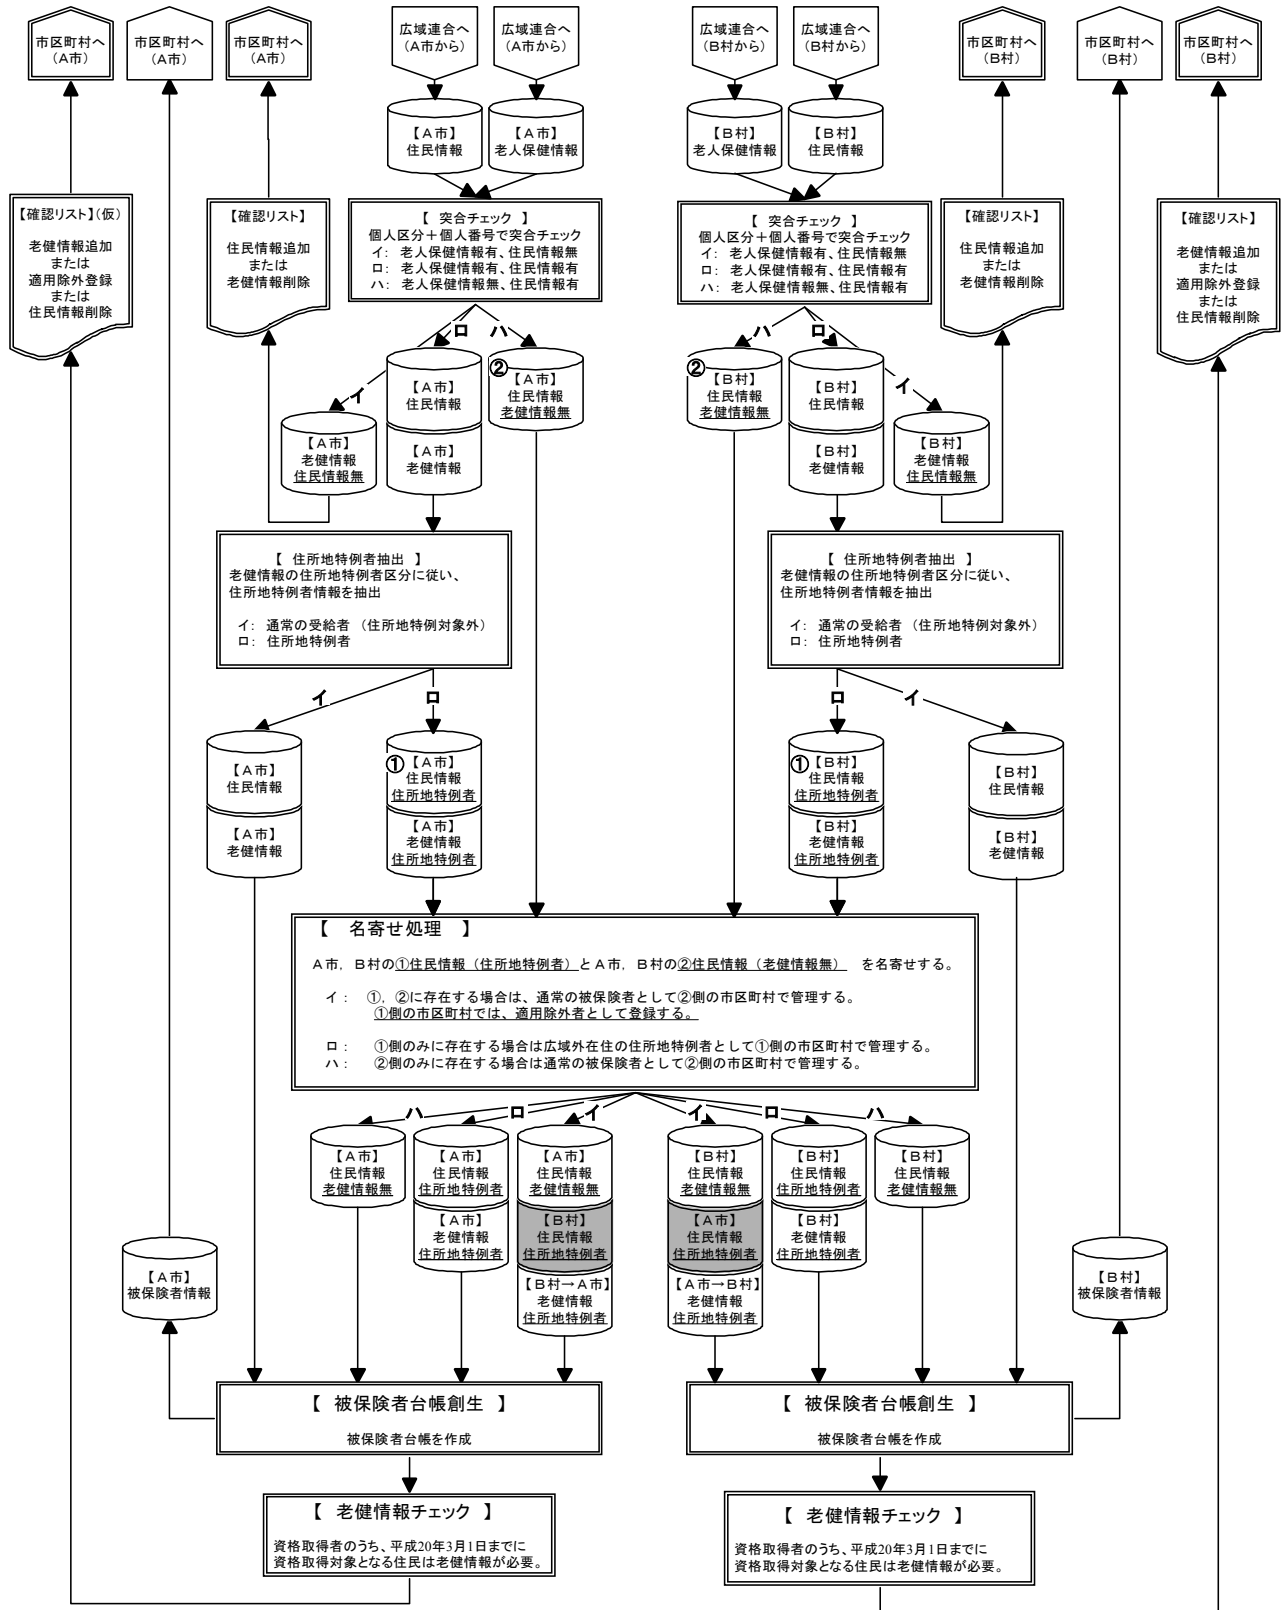 市区町村へ
(A市)
市区町村へ
(A市)
市区町村へ
(A市)
広域連合へ
(A市から)
広域連合へ
(A市から)
広域連合へ
(B村から)
広域連合へ
(B村から)
市区町村へ
(B村)
市区町村へ
(B村)
市区町村へ
(B村)
【A市】
住民情報
【A市】
老人保健情報
【B村】
老人保健情報
【B村】
住民情報
【確認リスト】(仮)
老健情報追加
または
適用除外登録
または
住民情報削除
【確認リスト】
住民情報追加
または
老健情報削除
【 突合チェック 】
個人区分＋個人番号で突合チェック
イ: 老人保健情報有、住民情報無
ロ: 老人保健情報有、住民情報有
ハ: 老人保健情報無、住民情報有
【 突合チェック 】
個人区分＋個人番号で突合チェック
イ: 老人保健情報有、住民情報無
ロ: 老人保健情報有、住民情報有
ハ: 老人保健情報無、住民情報有
【確認リスト】
住民情報追加
または
老健情報削除
【確認リスト】
老健情報追加
または
適用除外登録
または
住民情報削除
イ
ロ
ハ
ハ
ロ
イ
【A市】
老健情報
住民情報無
【A市】
住民情報
【A市】
老健情報
②
【A市】
住民情報
老健情報無
②
【B村】
住民情報
老健情報無
【B村】
住民情報
【B村】
老健情報
【B村】
老健情報
住民情報無
【 住所地特例者抽出 】
老健情報の住所地特例者区分に従い、
住所地特例者情報を抽出
イ: 通常の受給者 (住所地特例対象外)
ロ: 住所地特例者
【 住所地特例者抽出 】
老健情報の住所地特例者区分に従い、
住所地特例者情報を抽出
イ: 通常の受給者 (住所地特例対象外)
ロ: 住所地特例者
イ
ロ
ロ
イ
【A市】
住民情報
【A市】
老健情報
①
【A市】
住民情報
住所地特例者
【A市】
老健情報
住所地特例者
①
【B村】
住民情報
住所地特例者
【B村】
老健情報
住所地特例者
【B村】
住民情報
【B村】
老健情報
【 名寄せ処理 】
A市，B村の①住民情報（住所地特例者）とA市，B村の②住民情報（老健情報無） を名寄せする。
イ： ①，②に存在する場合は、通常の被保険者として②側の市区町村で管理する。
①側の市区町村では、適用除外者として登録する。
ロ： ①側のみに存在する場合は広域外在住の住所地特例者として①側の市区町村で管理する。
ハ： ②側のみに存在する場合は通常の被保険者として②側の市区町村で管理する。
ハ
ロ
イ
イ
ロ
ハ
【A市】
住民情報
老健情報無
【A市】
住民情報
住所地特例者
【A市】
老健情報
住所地特例者
【A市】
住民情報
老健情報無
【B村】
住民情報
住所地特例者
【B村→A市】
老健情報
住所地特例者
【B村】
住民情報
老健情報無
【A市】
住民情報
住所地特例者
【A市→B村】
老健情報
住所地特例者
【B村】
住民情報
住所地特例者
【B村】
老健情報
住所地特例者
【B村】
住民情報
老健情報無
【A市】
被保険者情報
【B村】
被保険者情報
【 被保険者台帳創生 】
被保険者台帳を作成
【 被保険者台帳創生 】
被保険者台帳を作成
【 老健情報チェック 】
資格取得者のうち、平成20年3月1日までに
資格取得対象となる住民は老健情報が必要。
【 老健情報チェック 】
資格取得者のうち、平成20年3月1日までに
資格取得対象となる住民は老健情報が必要。